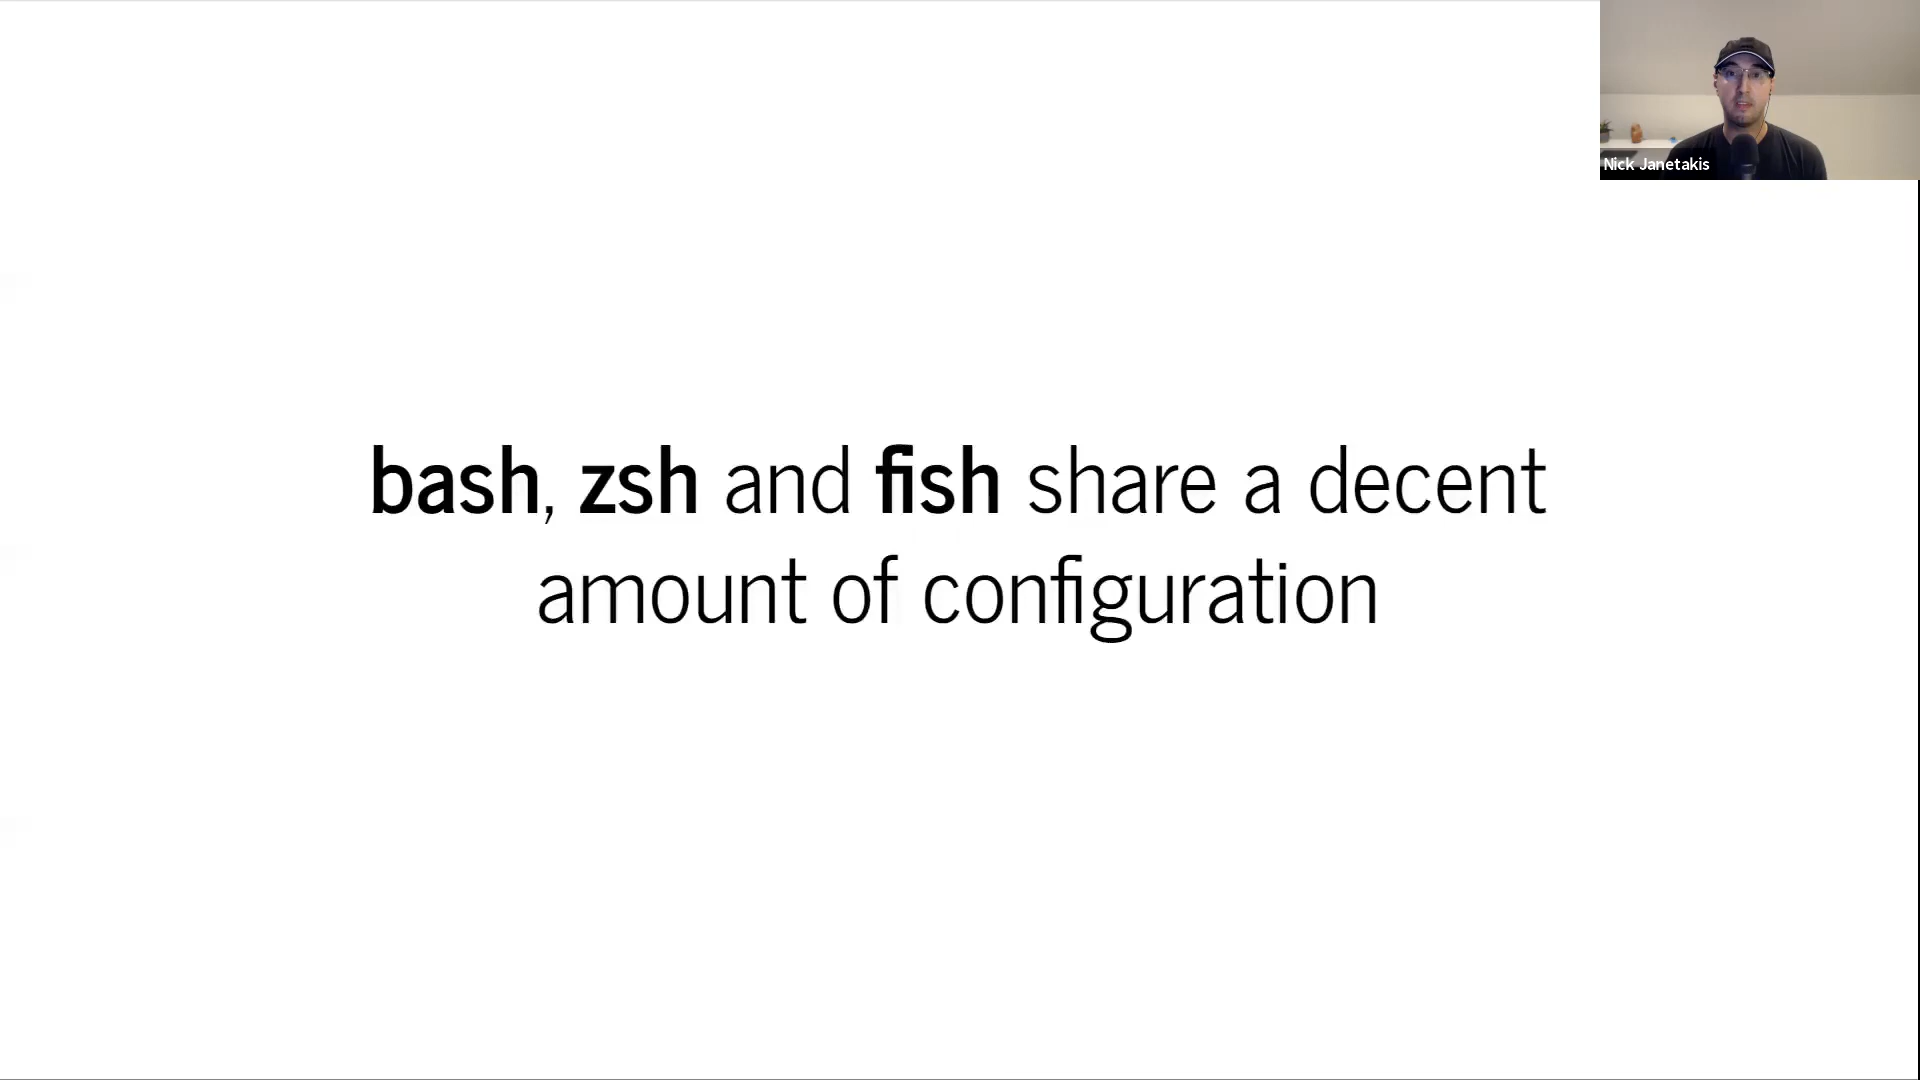 Nick Janetakis
bash, zsh and fish share a decent
amount of configuration